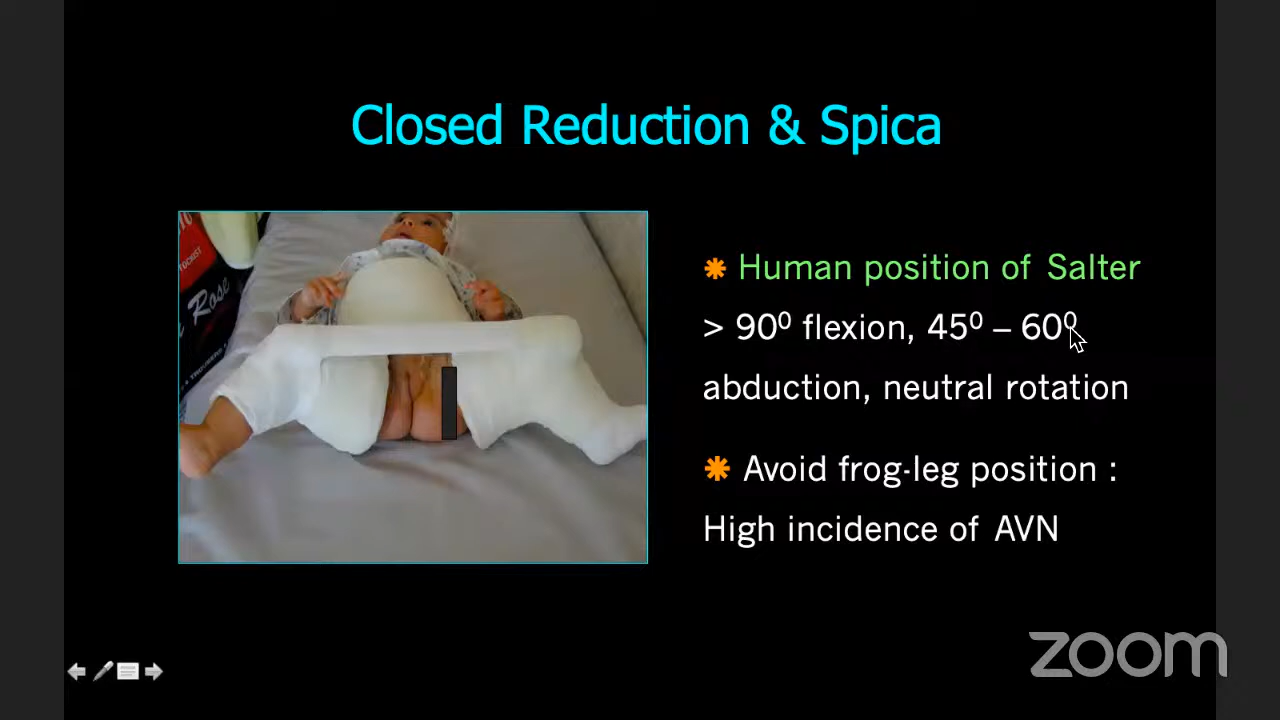 Closed Reduction & Spica
Rose
✱ Human position of Salter
> 90⁰ flexion, 45⁰ – 60⁰
abduction, neutral rotation
✱ Avoid frog-leg position :
High incidence of AVN
zoom